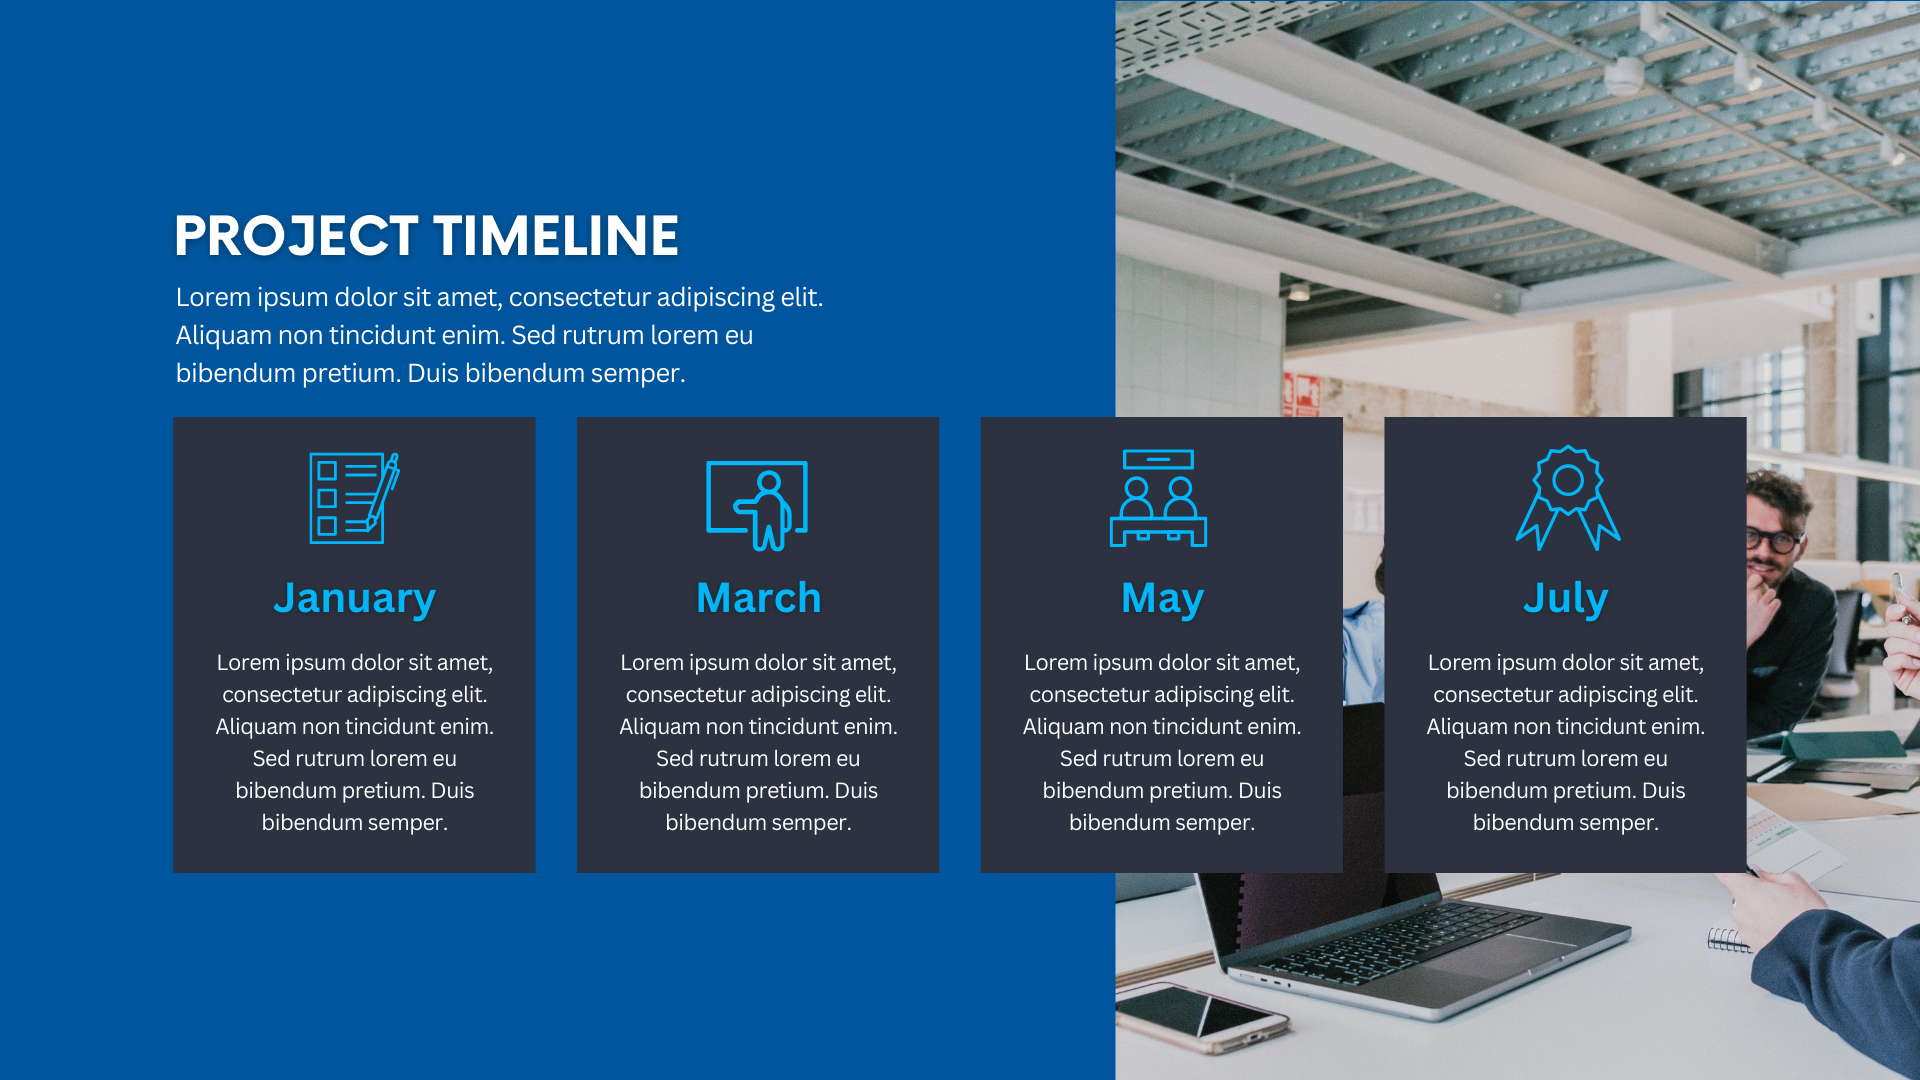 PROJECT TIMELINE
Lorem ipsum dolor sit amet, consectetur adipiscing elit.
Aliquam non tincidunt enim. Sed rutrum lorem eu
bibendum pretium. Duis bibendum semper.
January
Lorem ipsum dolor sit amet,
consectetur adipiscing elit.
Aliquam non tincidunt enim.
Sed rutrum lorem eu
bibendum pretium. Duis
bibendum semper.
March
Lorem ipsum dolor sit amet,
consectetur adipiscing elit.
Aliquam non tincidunt enim.
Sed rutrum lorem eu
bibendum pretium. Duis
bibendum semper.
May
Lorem ipsum dolor sit amet,
consectetur adipiscing elit.
Aliquam non tincidunt enim.
Sed rutrum lorem eu
bibendum pretium. Duis
bibendum semper.
July
Lorem ipsum dolor sit amet,
consectetur adipiscing elit.
Aliquam non tincidunt enim.
Sed rutrum lorem eu
bibendum pretium. Duis
bibendum semper.